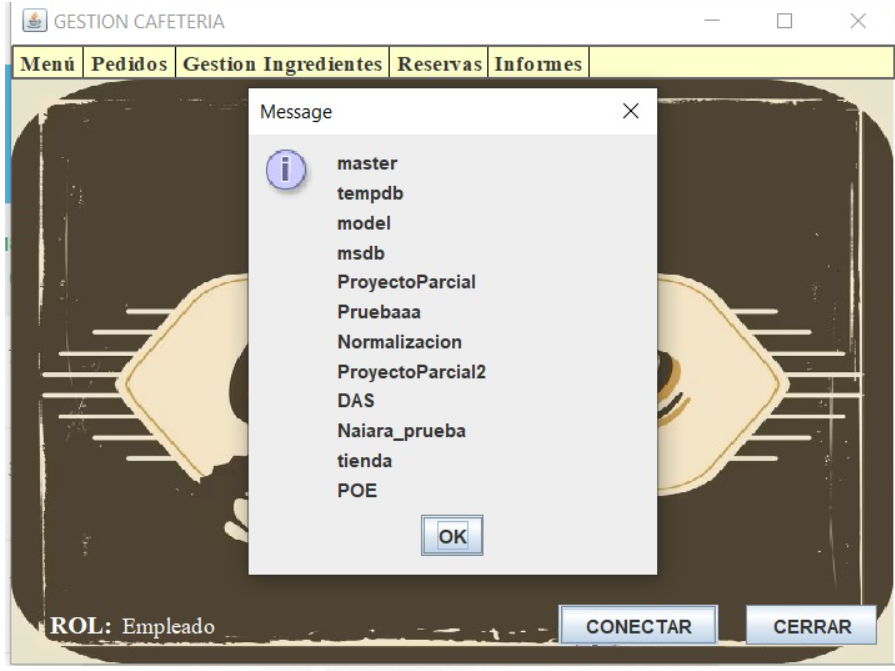 GESTION CAFETERIA
Menú Pedidos Gestion Ingredientes Reservas Informes
Message
master
tempdb
model
msdb
ProyectoParcial
Pruebaaa
Normalizacion
ProyectoParcial2
DAS
Naiara_prueba
tienda
POE
OK
ROL: Empleado
CONECTAR
CERRAR